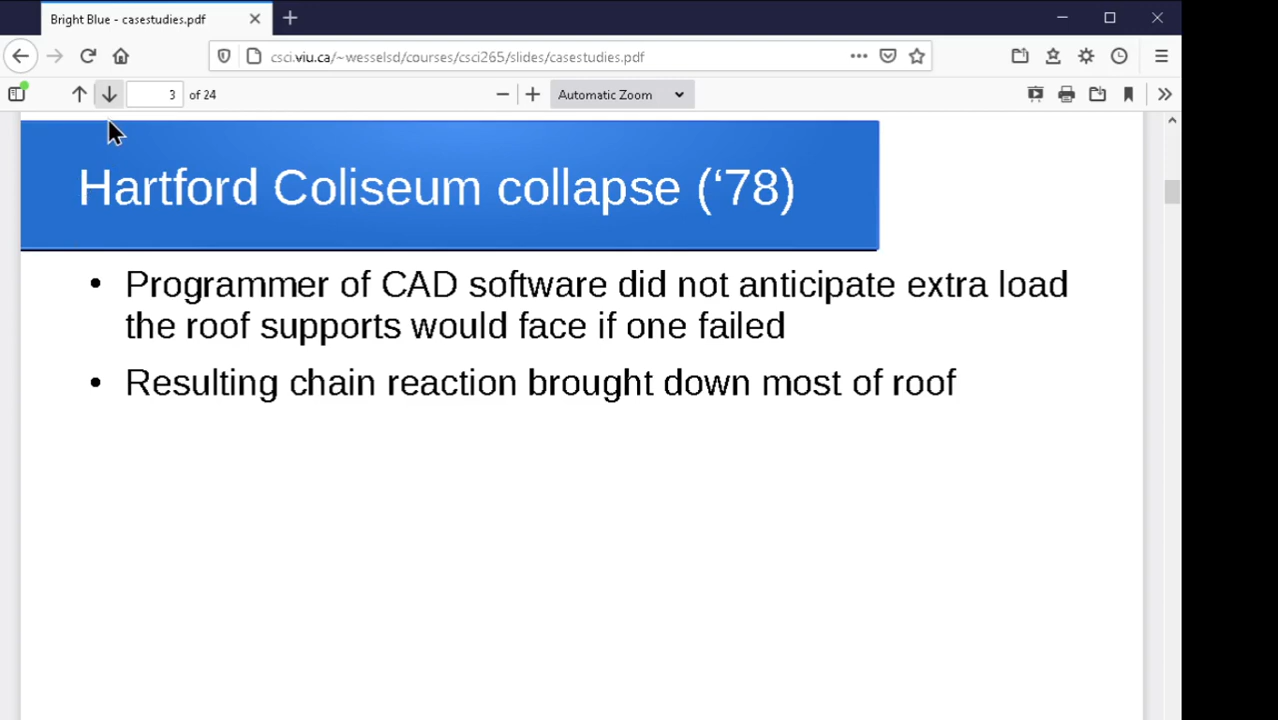 Bright Blue - casestudies.pdf
csci.viu.ca/~wesselsd/courses/csci265/slides/casestudies.pdf
3 of 24
Automatic Zoom
Hartford Coliseum collapse (‘78)
• Programmer of CAD software did not anticipate extra load
the roof supports would face if one failed
• Resulting chain reaction brought down most of roof